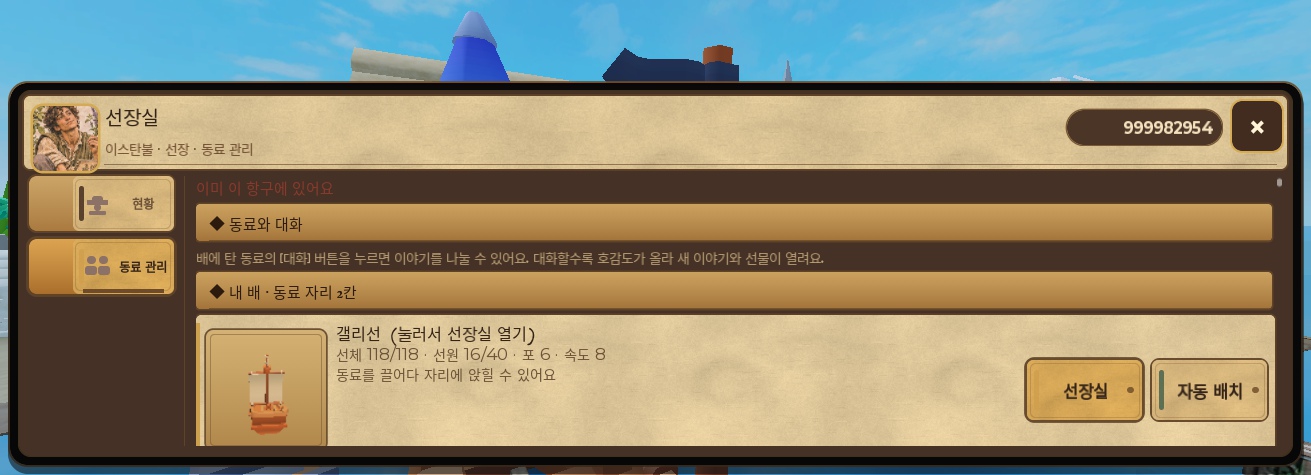 선장실
이스탄불 · 선장 · 동료 관리
999982954
×
현황
동료 관리
이미 이 항구에 있어요
◆ 동료와 대화
배에 탄 동료의 [대화] 버튼을 누르면 이야기를 나눌 수 있어요. 대화할수록 호감도가 올라 새 이야기와 선물이 열려요.
◆ 내 배 · 동료 자리 2칸
갤리선 (눌러서 선장실 열기)
선체 118/118 · 선원 16/40 · 포 6 · 속도 8
동료를 끌어다 자리에 앉힐 수 있어요
선장실
자동 배치